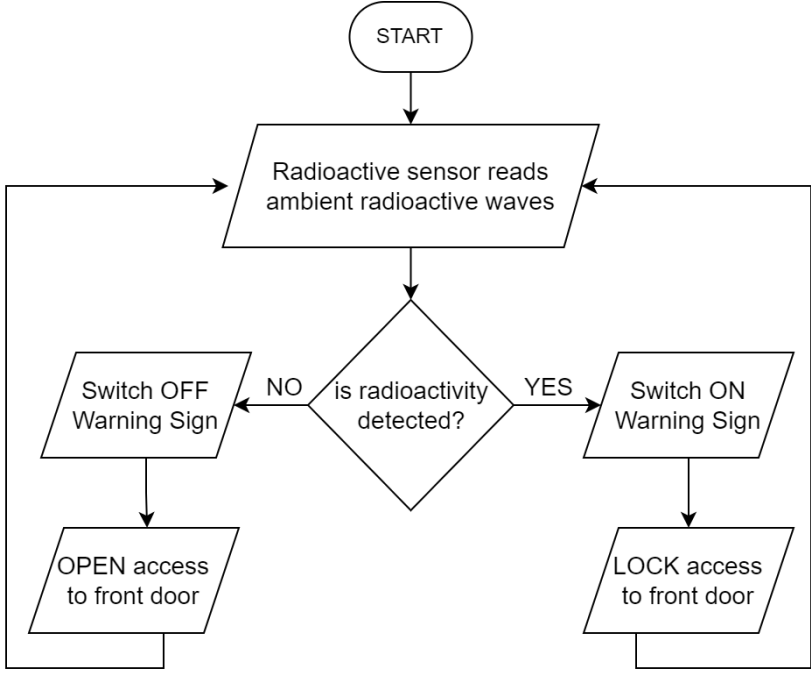 START
Radioactive sensor reads
ambient radioactive waves
is radioactivity
detected?
NO
YES
Switch OFF
Warning Sign
Switch ON
Warning Sign
OPEN access
to front door
LOCK access
to front door